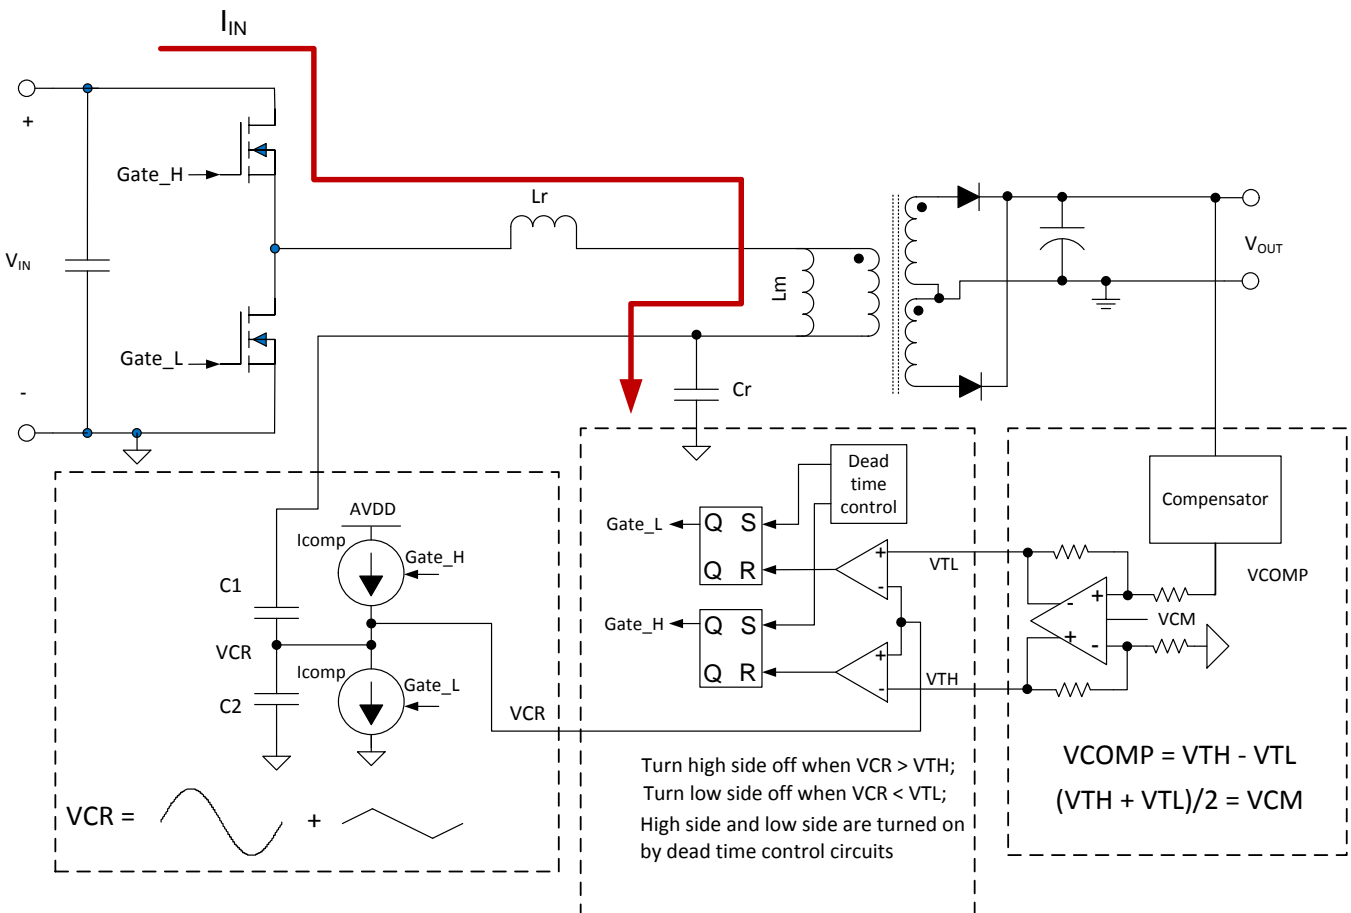 I_IN
+
Gate_H
Lr
V_IN
Lm
V_OUT
Gate_L
-
Cr
AVDD
Icomp
Gate_H
C1
VCR
Icomp
Gate_L
C2
VCR
VCR =
+
Dead
time
control
Gate_L
Q S
Q R
+
-
VTL
Gate_H
Q S
Q R
+
-
VTH
Turn high side off when VCR > VTH;
Turn low side off when VCR < VTL;
High side and low side are turned on
by dead time control circuits
Compensator
VCOMP
+
-
VCM
+
-
VCOMP = VTH - VTL
(VTH + VTL)/2 = VCM